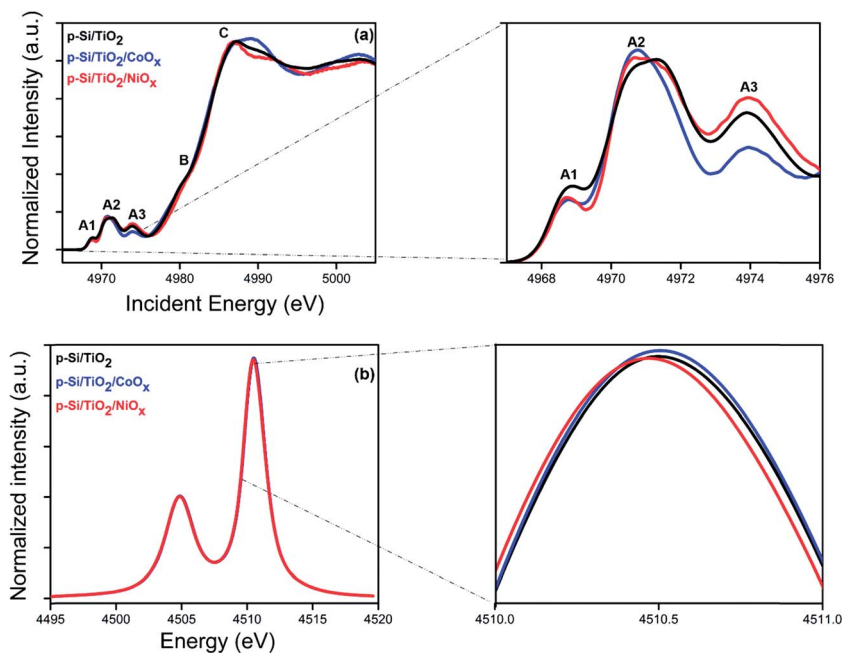 p-Si/TiO₂
p-Si/TiO₂/CoOₓ
p-Si/TiO₂/NiOₓ
(a)
C
B
A1
A2
A3
Normalized Intensity (a.u.)
4970
4980
4990
5000
Incident Energy (eV)
A1
A2
A3
4968
4970
4972
4974
4976
p-Si/TiO₂
p-Si/TiO₂/CoOₓ
p-Si/TiO₂/NiOₓ
(b)
Normalized intensity (a.u.)
4495
4500
4505
4510
4515
4520
Energy (eV)
4510.0
4510.5
4511.0